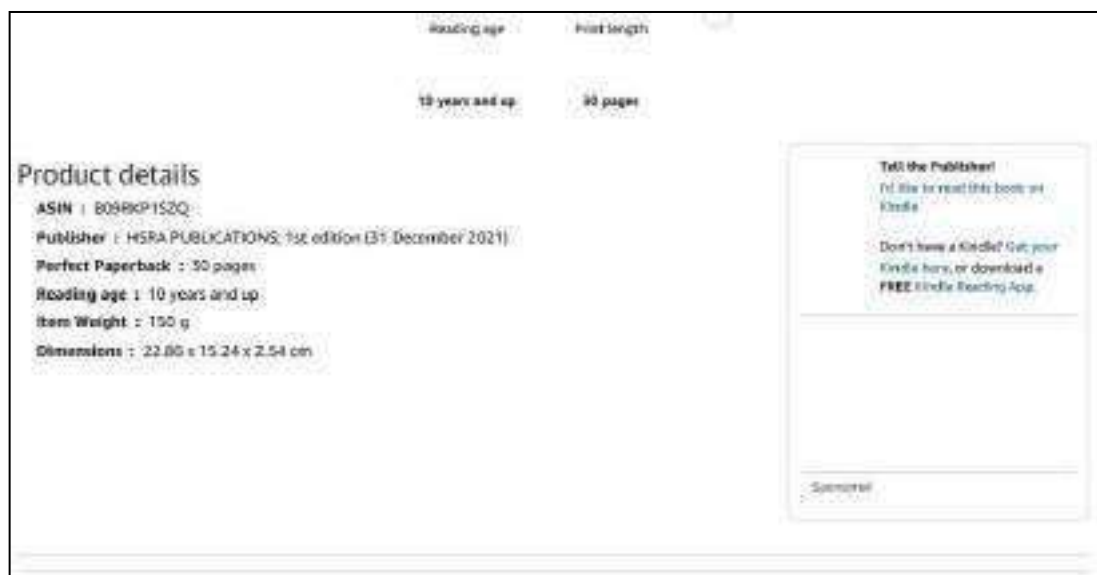 Reading age Print length
10 years and up 30 pages
Product details
ASIN : B09RKP1SZQ
Publisher : HSRA PUBLICATIONS; 1st edition (31 December 2021)
Perfect Paperback : 30 pages
Reading age : 10 years and up
Item Weight : 150 g
Dimensions : 22.86 x 15.24 x 2.54 cm
Tell the Publisher!
I'd like to read this book on
Kindle
Don't have a Kindle? Get your
Kindle here, or download a
FREE Kindle Reading App.
Sponsored